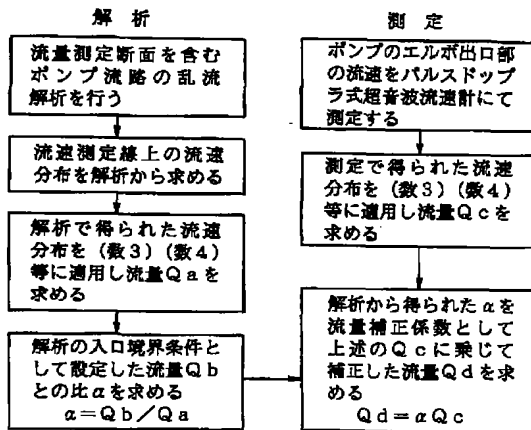 解析
流量測定断面を含む
ポンプ流路の乱流
解析を行う
流速測定線上の流速
分布を解析から求める
解析で得られた流速
分布を(数3)(数4)
等に適用し流量Qaを
求める
解析の入口境界条件と
して設定した流量Qb
との比αを求める
α=Qb/Qa
測定
ポンプのエルボ出口部
の流速をパルスドップ
ラ式超音波流速計にて
測定する
測定で得られた流速
分布を(数3)(数4)
等に適用し流量Qc
を求める
解析から得られたαを
流量補正係数として
上述のQcに乗じて
補正した流量Qdを求
める
Qd=αQc